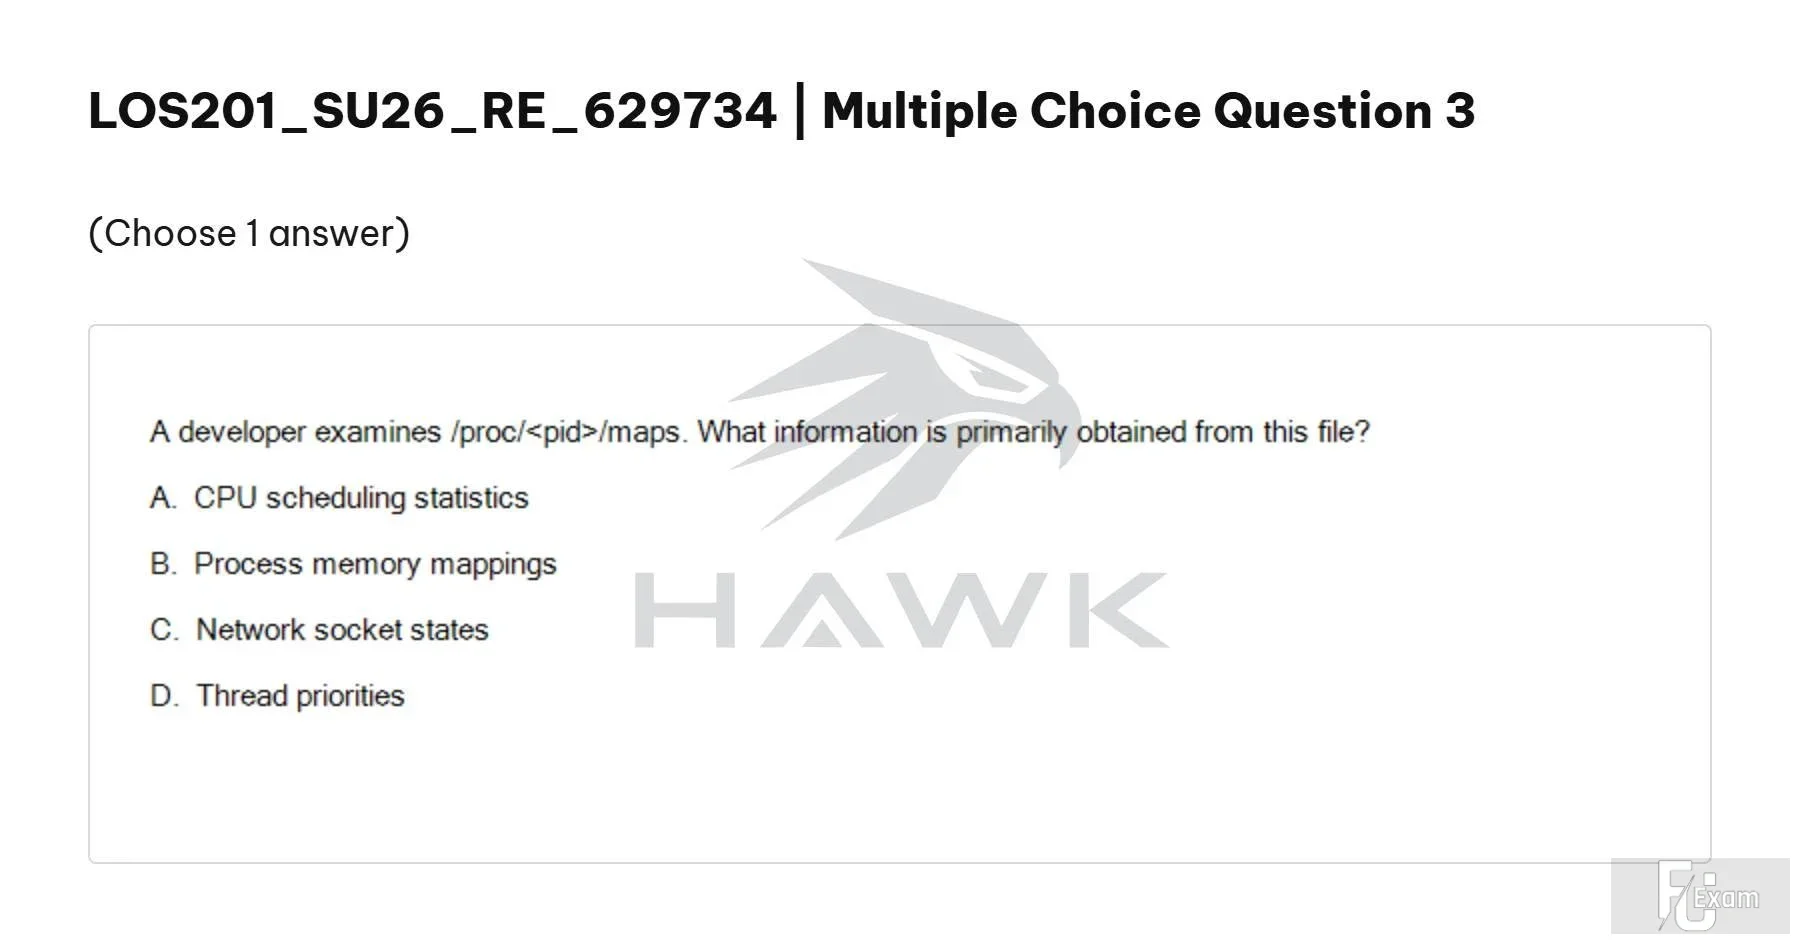 LOS201_SU26_RE_629734 | Multiple Choice Question 3
(Choose 1 answer)
A developer examines /proc/<pid>/maps. What information is primarily obtained from this file?
A. CPU scheduling statistics
B. Process memory mappings
C. Network socket states
D. Thread priorities
HAWK
FU Exam